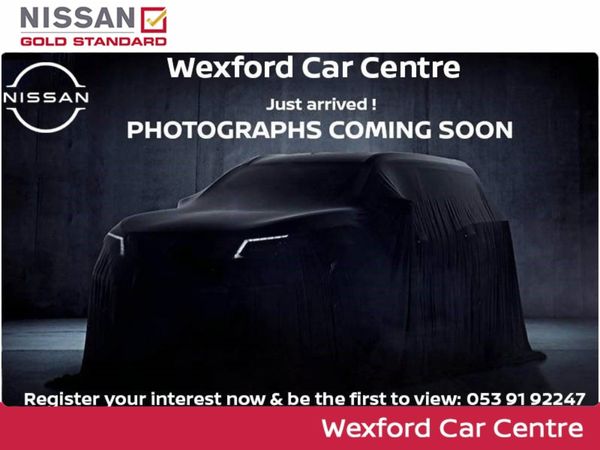 NISSAN
GOLD STANDARD
NISSAN
Wexford Car Centre
Just arrived !
PHOTOGRAPHS COMING SOON
Register your interest now & be the first to view: 053 91 92247
Wexford Car Centre